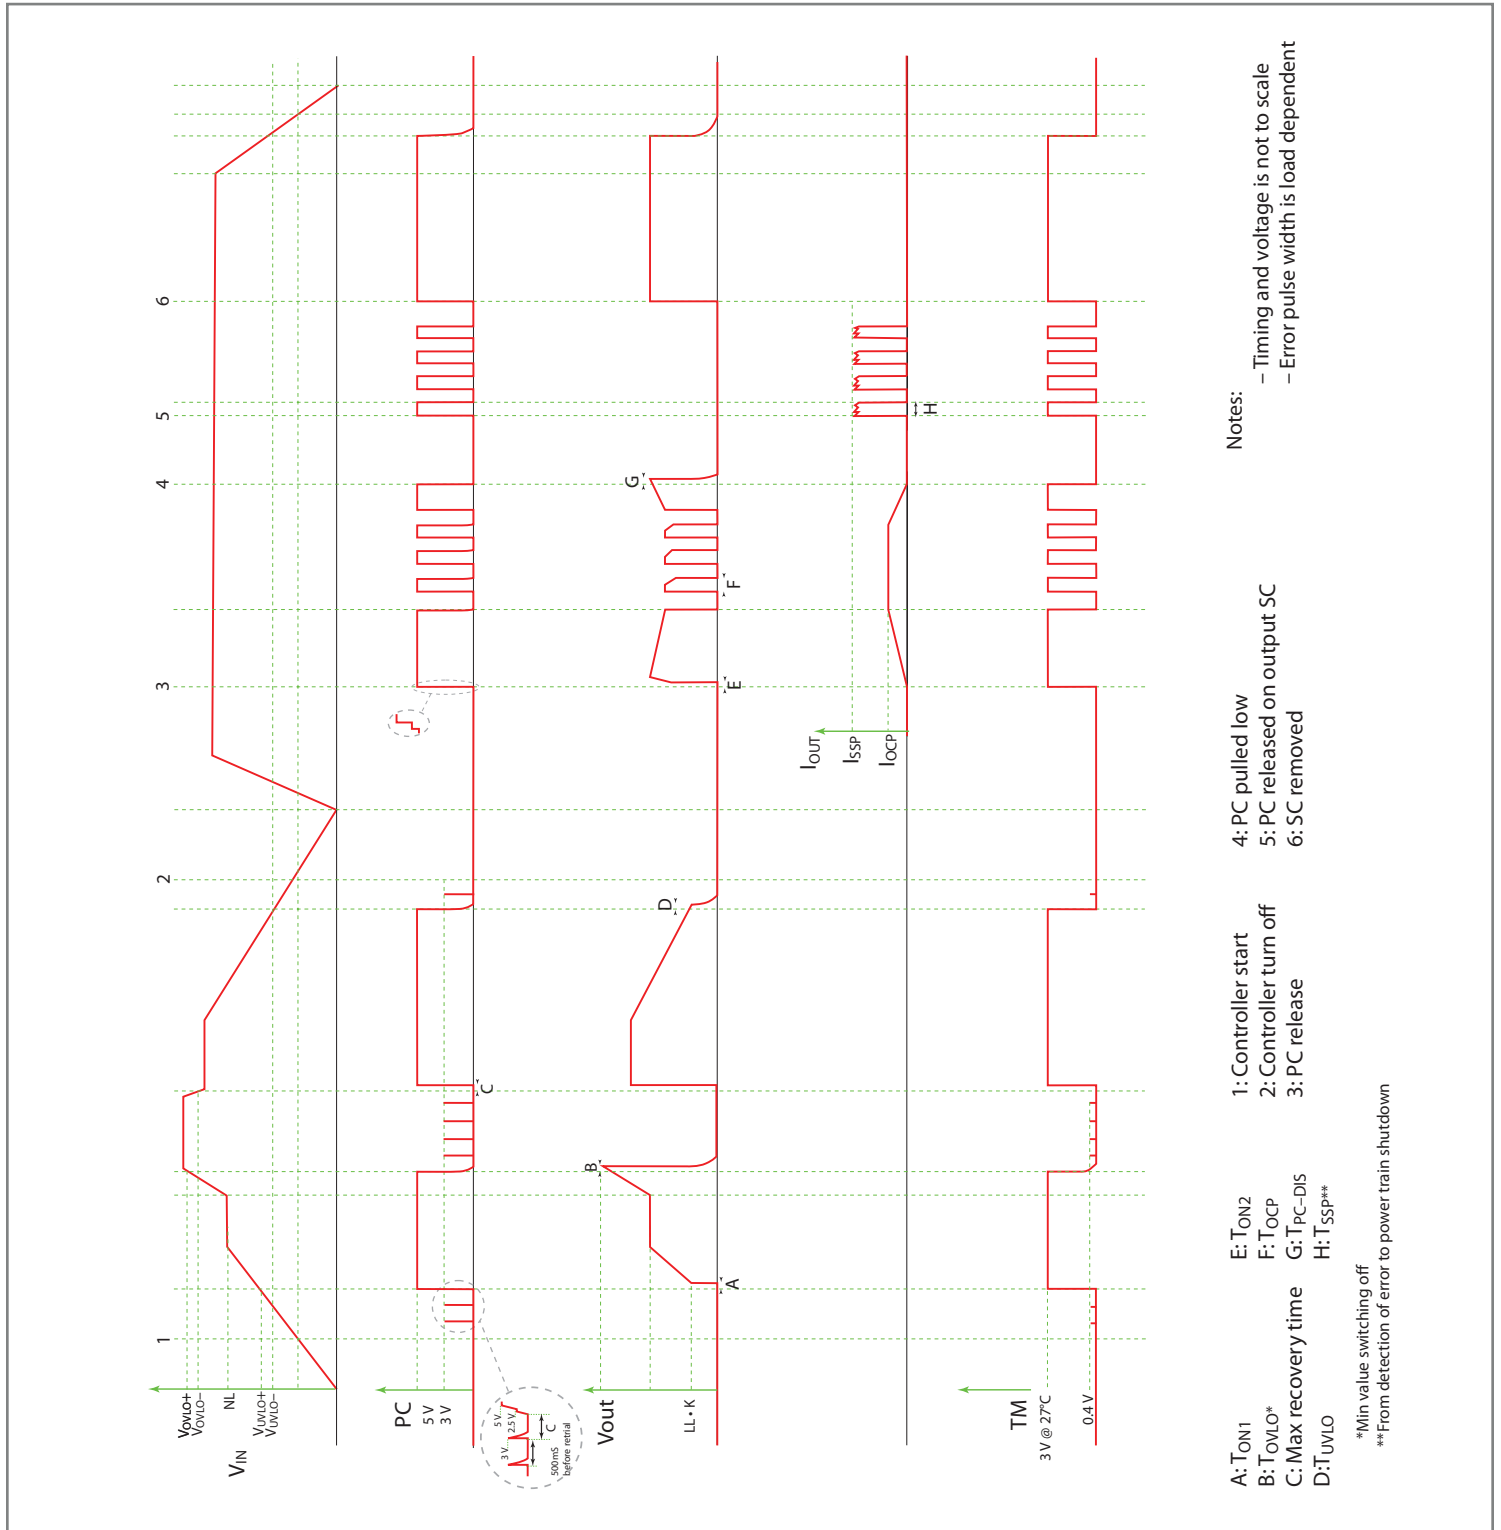 1
2
3
4
5
6
VOVLO+
VOVLO–
NL
VUVLO+
VUVLO–
VIN
PC
5 V
3 V
C
3 V
5 V
2.5 V
500mS
before retrial
C
Vout
LL • K
A
B
D
E
F
G
IOUT
ISSP
IOCP
H
TM
3 V @ 27°C
0.4 V
A: TON1
B: TOVLO*
C: Max recovery time
D:TUVLO
E: TON2
F: TOCP
G: TPC–DIS
H: TSSP**
1: Controller start
2: Controller turn off
3: PC release
4: PC pulled low
5: PC released on output SC
6: SC removed
Notes:
– Timing and voltage is not to scale
– Error pulse width is load dependent
*Min value switching off
**From detection of error to power train shutdown